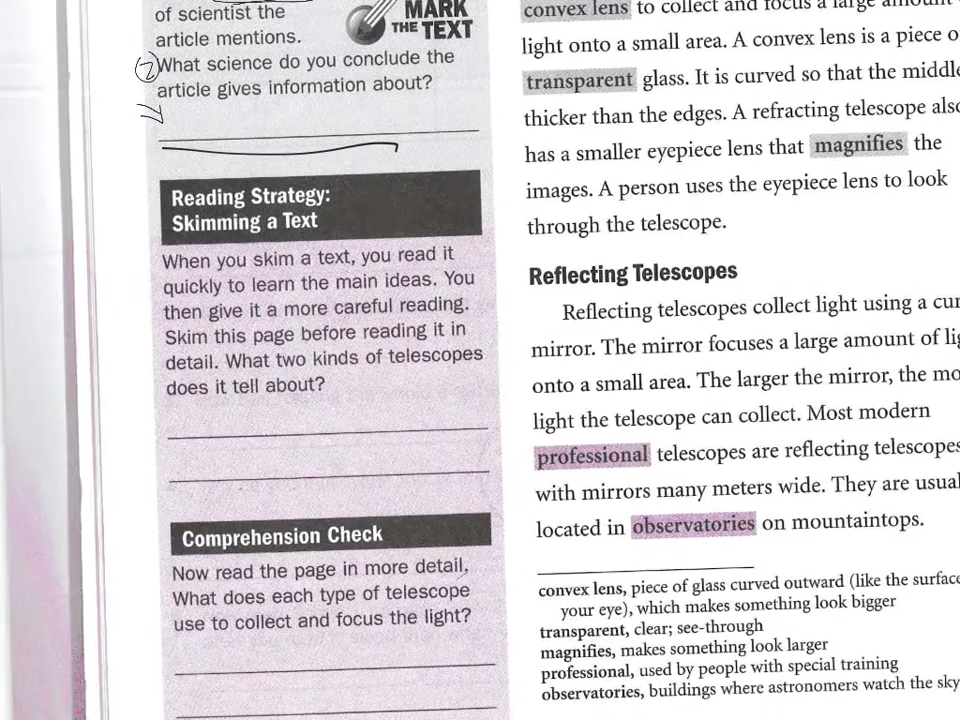 of scientist the
article mentions.
MARK
THE TEXT
What science do you conclude the
article gives information about?
Reading Strategy:
Skimming a Text
When you skim a text, you read it
quickly to learn the main ideas. You
then give it a more careful reading.
Skim this page before reading it in
detail. What two kinds of telescopes
does it tell about?
Comprehension Check
Now read the page in more detail.
What does each type of telescope
use to collect and focus the light?
convex lens to collect and focus a large amount
light onto a small area. A convex lens is a piece
transparent glass. It is curved so that the middle
thicker than the edges. A refracting telescope also
has a smaller eyepiece lens that magnifies the
images. A person uses the eyepiece lens to look
through the telescope.
Reflecting Telescopes
Reflecting telescopes collect light using a
mirror. The mirror focuses a large amount of
onto a small area. The larger the mirror, the
light the telescope can collect. Most modern
professional telescopes are reflecting telescopes
with mirrors many meters wide. They are
located in observatories on mountaintops.
convex lens, piece of glass curved outward (like the surface
your eye), which makes something look bigger
transparent, clear; see-through
magnifies, makes something look larger
professional, used by people with special training
observatories, buildings where astronomers watch the sky